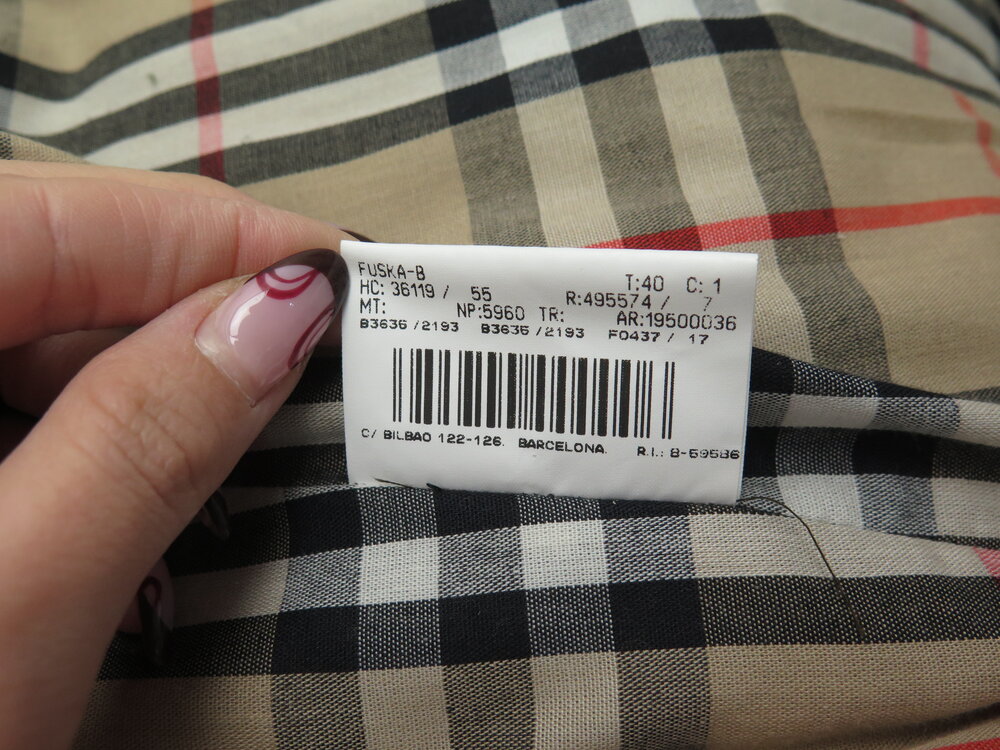 FUSKA-B T:40 C: 1
HC: 36119 / 55 R:495574 / 7
MT: NP:5960 TR: AR:19500036
B3636 /2193 B3636 /2193 F0437 / 17
C/ BILBAO 122-126. BARCELONA. R.I.: 8-59586